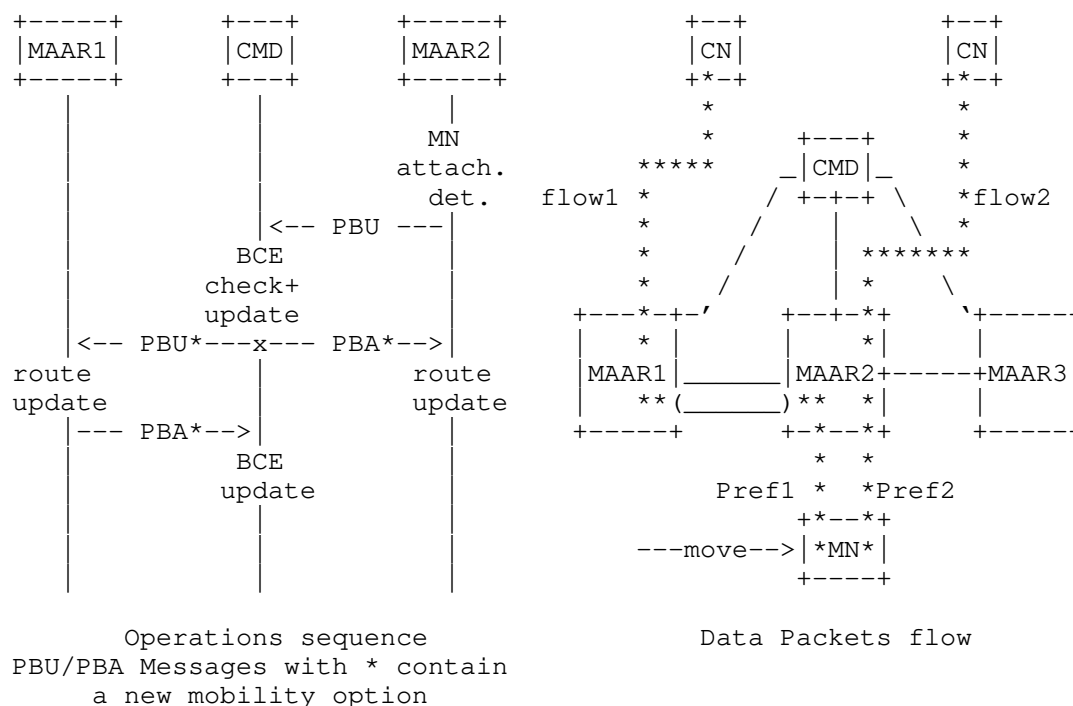 MAAR1 CMD MAAR2 CN CN
MN
attach. CMD
det. flow1 flow2
PBU
BCE
check+
update
PBU* x PBA*
route route MAAR1 MAAR2 MAAR3
update update
PBA*
BCE
update Pref1 Pref2
move MN
Operations sequence Data Packets flow
PBU/PBA Messages with * contain
a new mobility option